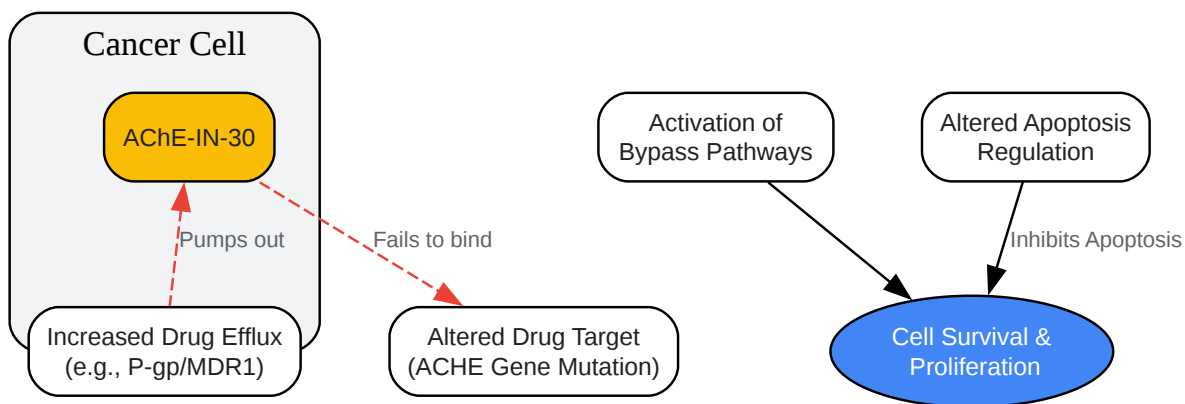 Cancer Cell
AChE-IN-30
Activation of
Bypass Pathways
Altered Apoptosis
Regulation
Pumps out
Fails to bind
Inhibits Apoptosis
Increased Drug Efflux
(e.g., P-gp/MDR1)
Altered Drug Target
(ACHE Gene Mutation)
Cell Survival &
Proliferation